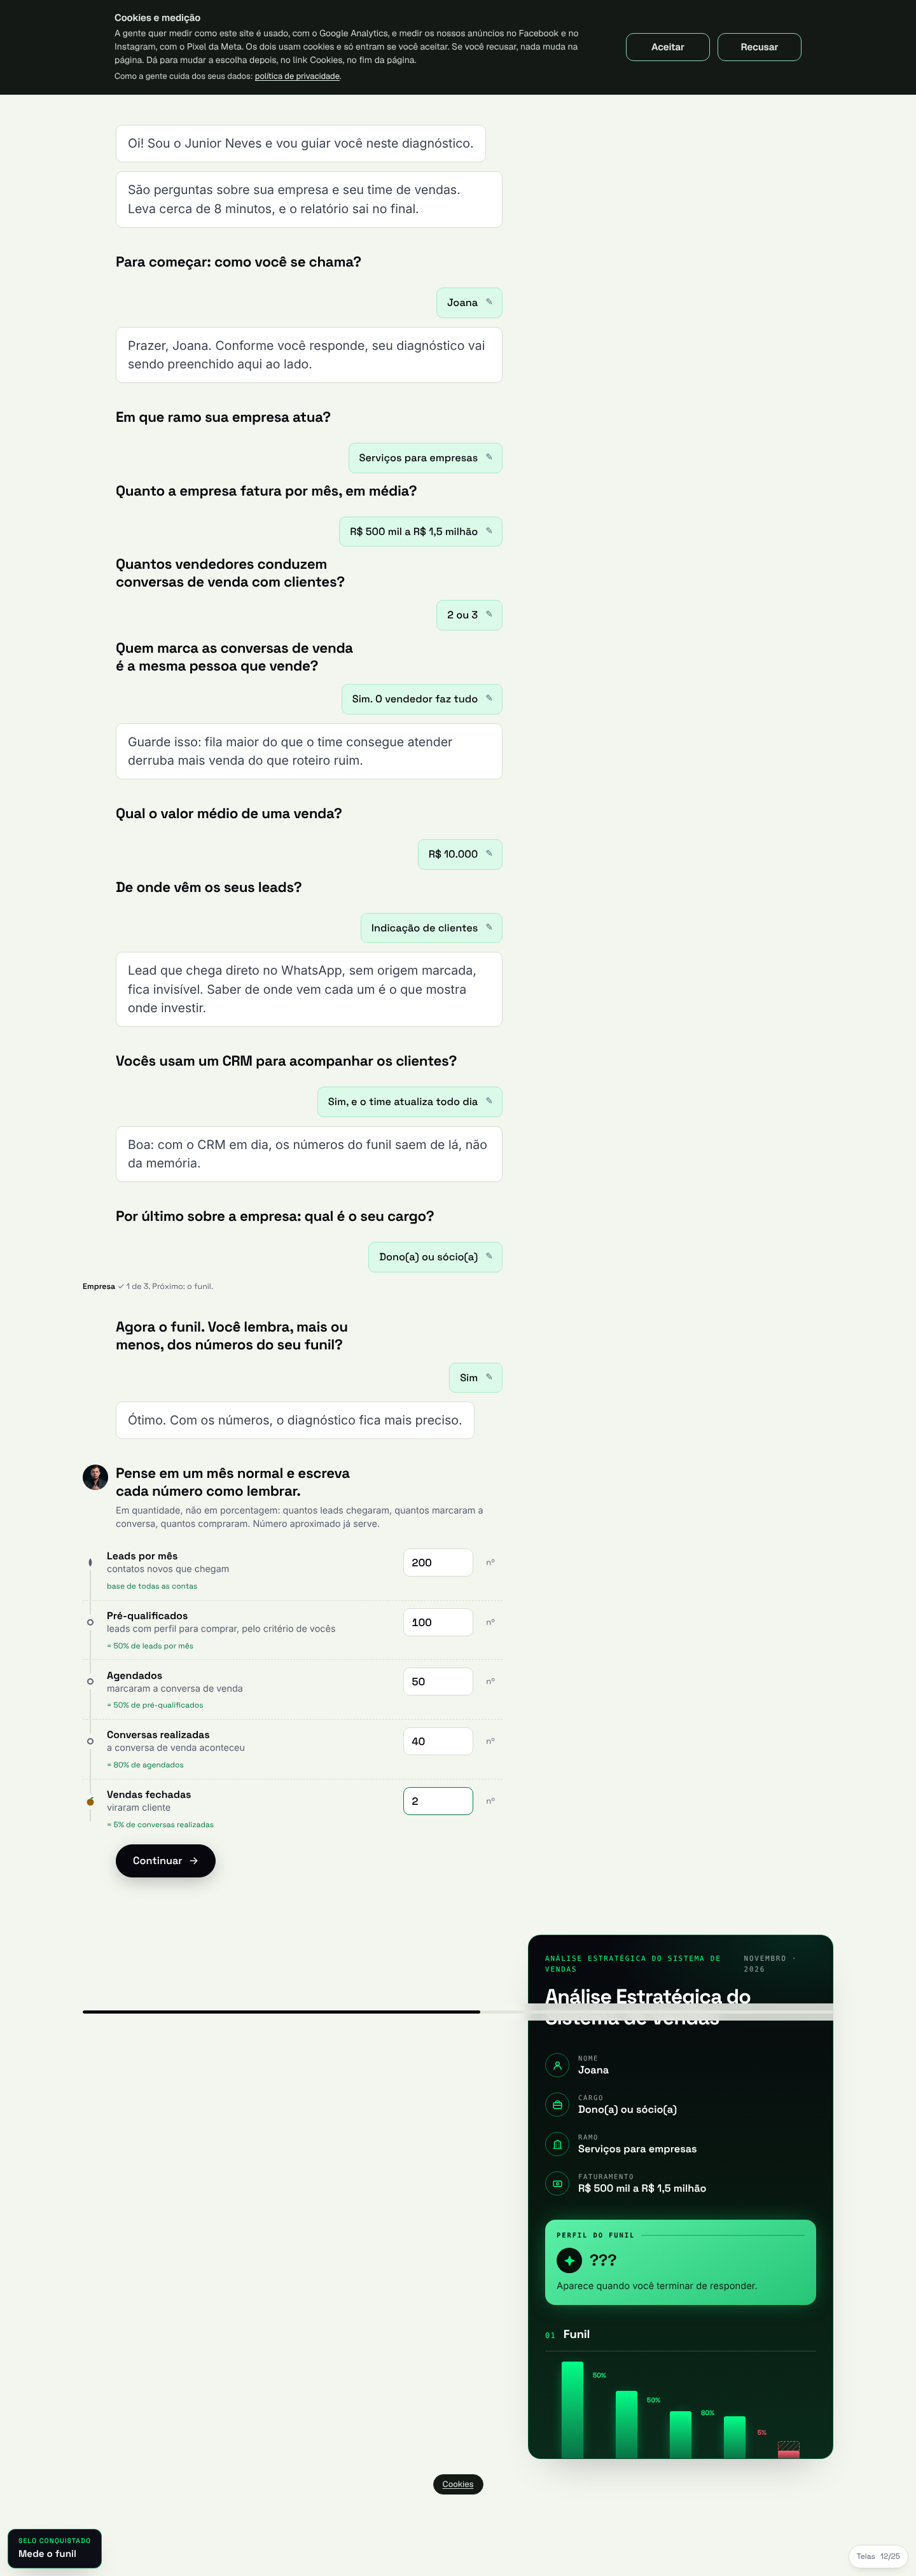 Cookies e medição
A gente quer medir como este site é usado, com o Google Analytics, e medir os nossos anúncios no Facebook e no
Instagram, com o Pixel da Meta. Os dois usam cookies e só entram se você aceitar. Se você recusar, nada muda na
página. Dá para mudar a escolha depois, no link Cookies, no fim da página.
Como a gente cuida dos seus dados: política de privacidade.
Aceitar
Recusar
Oi! Sou o Junior Neves e vou guiar você neste diagnóstico.
São perguntas sobre sua empresa e seu time de vendas.
Leva cerca de 8 minutos, e o relatório sai no final.
Para começar: como você se chama?
Joana ✎
Prazer, Joana. Conforme você responde, seu diagnóstico vai
sendo preenchido aqui ao lado.
Em que ramo sua empresa atua?
Serviços para empresas ✎
Quanto a empresa fatura por mês, em média?
R$ 500 mil a R$ 1,5 milhão ✎
Quantos vendedores conduzem
conversas de venda com clientes?
2 ou 3 ✎
Quem marca as conversas de venda
é a mesma pessoa que vende?
Sim. O vendedor faz tudo ✎
Guarde isso: fila maior do que o time consegue atender
derruba mais venda do que roteiro ruim.
Qual o valor médio de uma venda?
R$ 10.000 ✎
De onde vêm os seus leads?
Indicação de clientes ✎
Lead que chega direto no WhatsApp, sem origem marcada,
fica invisível. Saber de onde vem cada um é o que mostra
onde investir.
Vocês usam um CRM para acompanhar os clientes?
Sim, e o time atualiza todo dia ✎
Boa: com o CRM em dia, os números do funil saem de lá, não
da memória.
Por último sobre a empresa: qual é o seu cargo?
Dono(a) ou sócio(a) ✎
Empresa ✓ 1 de 3. Próximo: o funil.
Agora o funil. Você lembra, mais ou
menos, dos números do seu funil?
Sim ✎
Ótimo. Com os números, o diagnóstico fica mais preciso.
Pense em um mês normal e escreva
cada número como lembrar.
Em quantidade, não em porcentagem: quantos leads chegaram, quantos marcaram a
conversa, quantos compraram. Número aproximado já serve.
Leads por mês
contatos novos que chegam
base de todas as contas
200 nº
Pré-qualificados
leads com perfil para comprar, pelo critério de vocês
= 50% de leads por mês
100 nº
Agendados
marcaram a conversa de venda
= 50% de pré-qualificados
50 nº
Conversas realizadas
a conversa de venda aconteceu
= 80% de agendados
40 nº
Vendas fechadas
viraram cliente
= 5% de conversas realizadas
2 nº
Continuar →
ANÁLISE ESTRATÉGICA DO SISTEMA DE
VENDAS
NOVEMBRO ·
2026
Análise Estratégica do
Sistema de Vendas
NOME
Joana
CARGO
Dono(a) ou sócio(a)
RAMO
Serviços para empresas
FATURAMENTO
R$ 500 mil a R$ 1,5 milhão
PERFIL DO FUNIL
???
Aparece quando você terminar de responder.
01 Funil
50%
50%
80%
5%
Cookies
SELO CONQUISTADO
Mede o funil
Telas 12/25